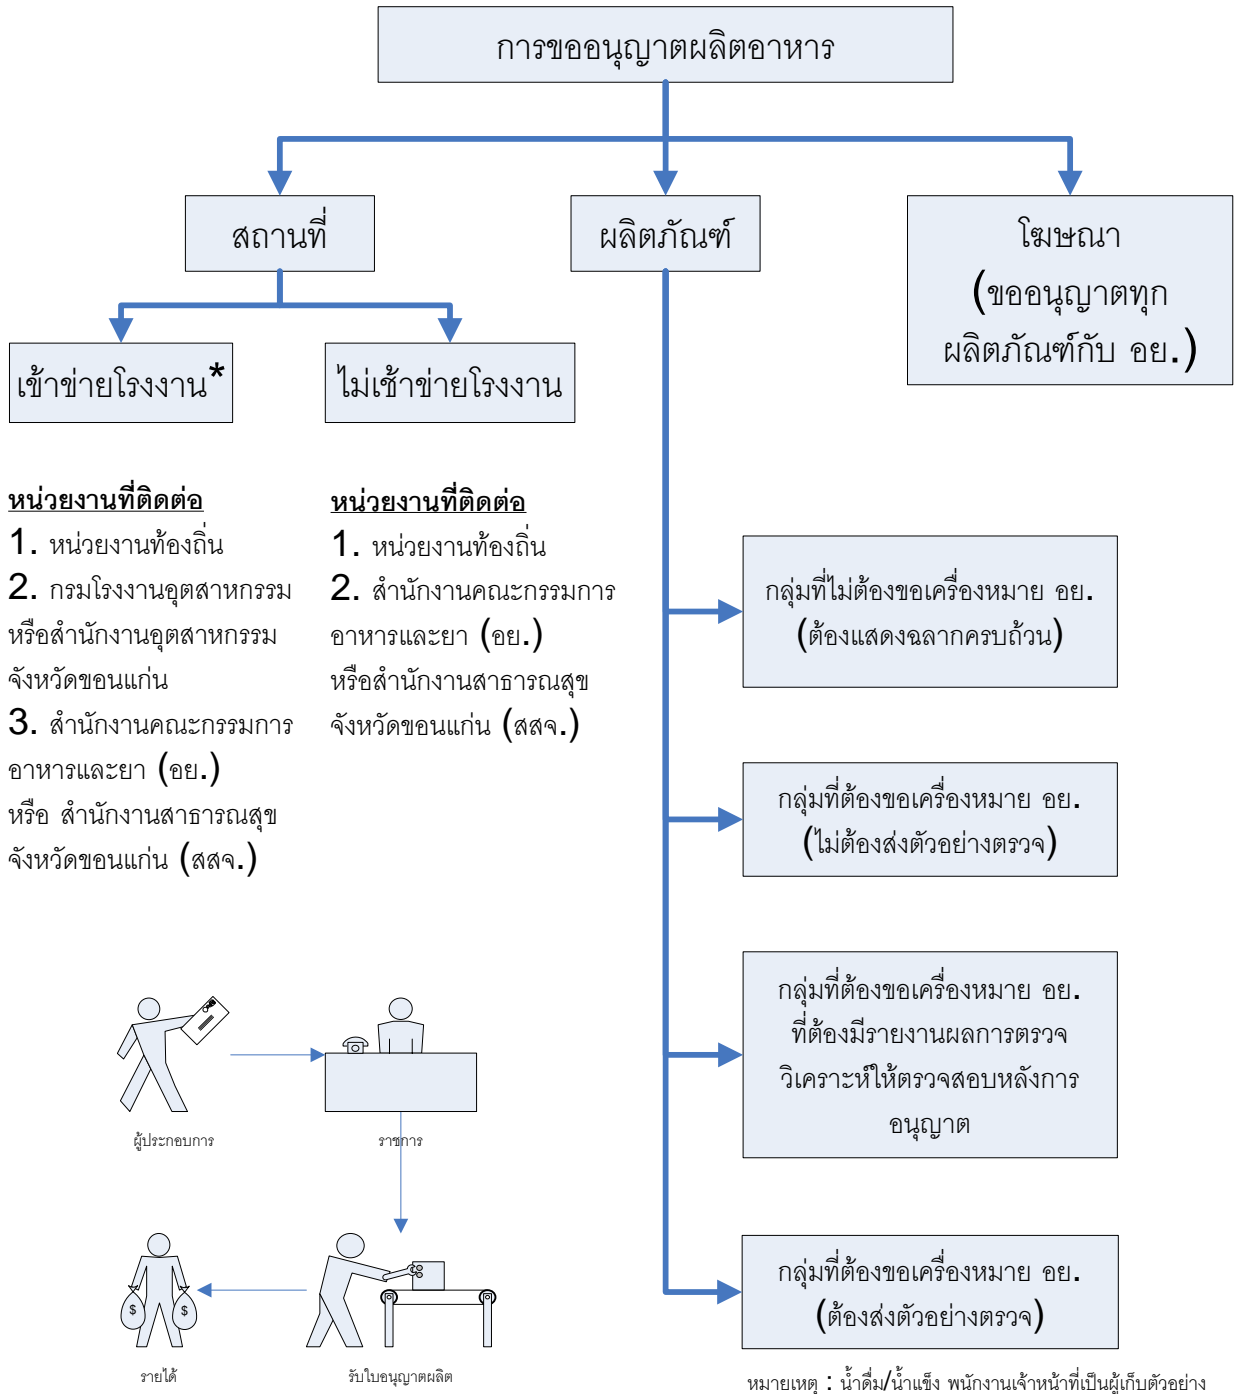 การขออนุญาตผลิตอาหาร
สถานที่
ผลิตภัณฑ์
โฆษณา
(ขออนุญาตทุก
ผลิตภัณฑ์กับ อย.)
เข้าข่ายโรงงาน*
ไม่เช้าข่ายโรงงาน
หน่วยงานที่ติดต่อ
1. หน่วยงานท้องถิ่น
2. กรมโรงงานอุตสาหกรรม
หรือสำนักงานอุตสาหกรรม
จังหวัดขอนแก่น
3. สำนักงานคณะกรรมการ
อาหารและยา (อย.)
หรือ สำนักงานสาธารณสุข
จังหวัดขอนแก่น (สสจ.)
หน่วยงานที่ติดต่อ
1. หน่วยงานท้องถิ่น
2. สำนักงานคณะกรรมการ
อาหารและยา (อย.)
หรือสำนักงานสาธารณสุข
จังหวัดขอนแก่น (สสจ.)
กลุ่มที่ไม่ต้องขอเครื่องหมาย อย.
(ต้องแสดงฉลากครบถ้วน)
กลุ่มที่ต้องขอเครื่องหมาย อย.
(ไม่ต้องส่งตัวอย่างตรวจ)
กลุ่มที่ต้องขอเครื่องหมาย อย.
ที่ต้องมีรายงานผลการตรวจ
วิเคราะห์ให้ตรวจสอบหลังการ
อนุญาต
กลุ่มที่ต้องขอเครื่องหมาย อย.
(ต้องส่งตัวอย่างตรวจ)
ผู้ประกอบการ
ราชการ
$ $
รายได้
รับใบอนุญาตผลิต
หมายเหตุ : น้ำดื่ม/น้ำแข็ง พนักงานเจ้าหน้าที่เป็นผู้เก็บตัวอย่าง